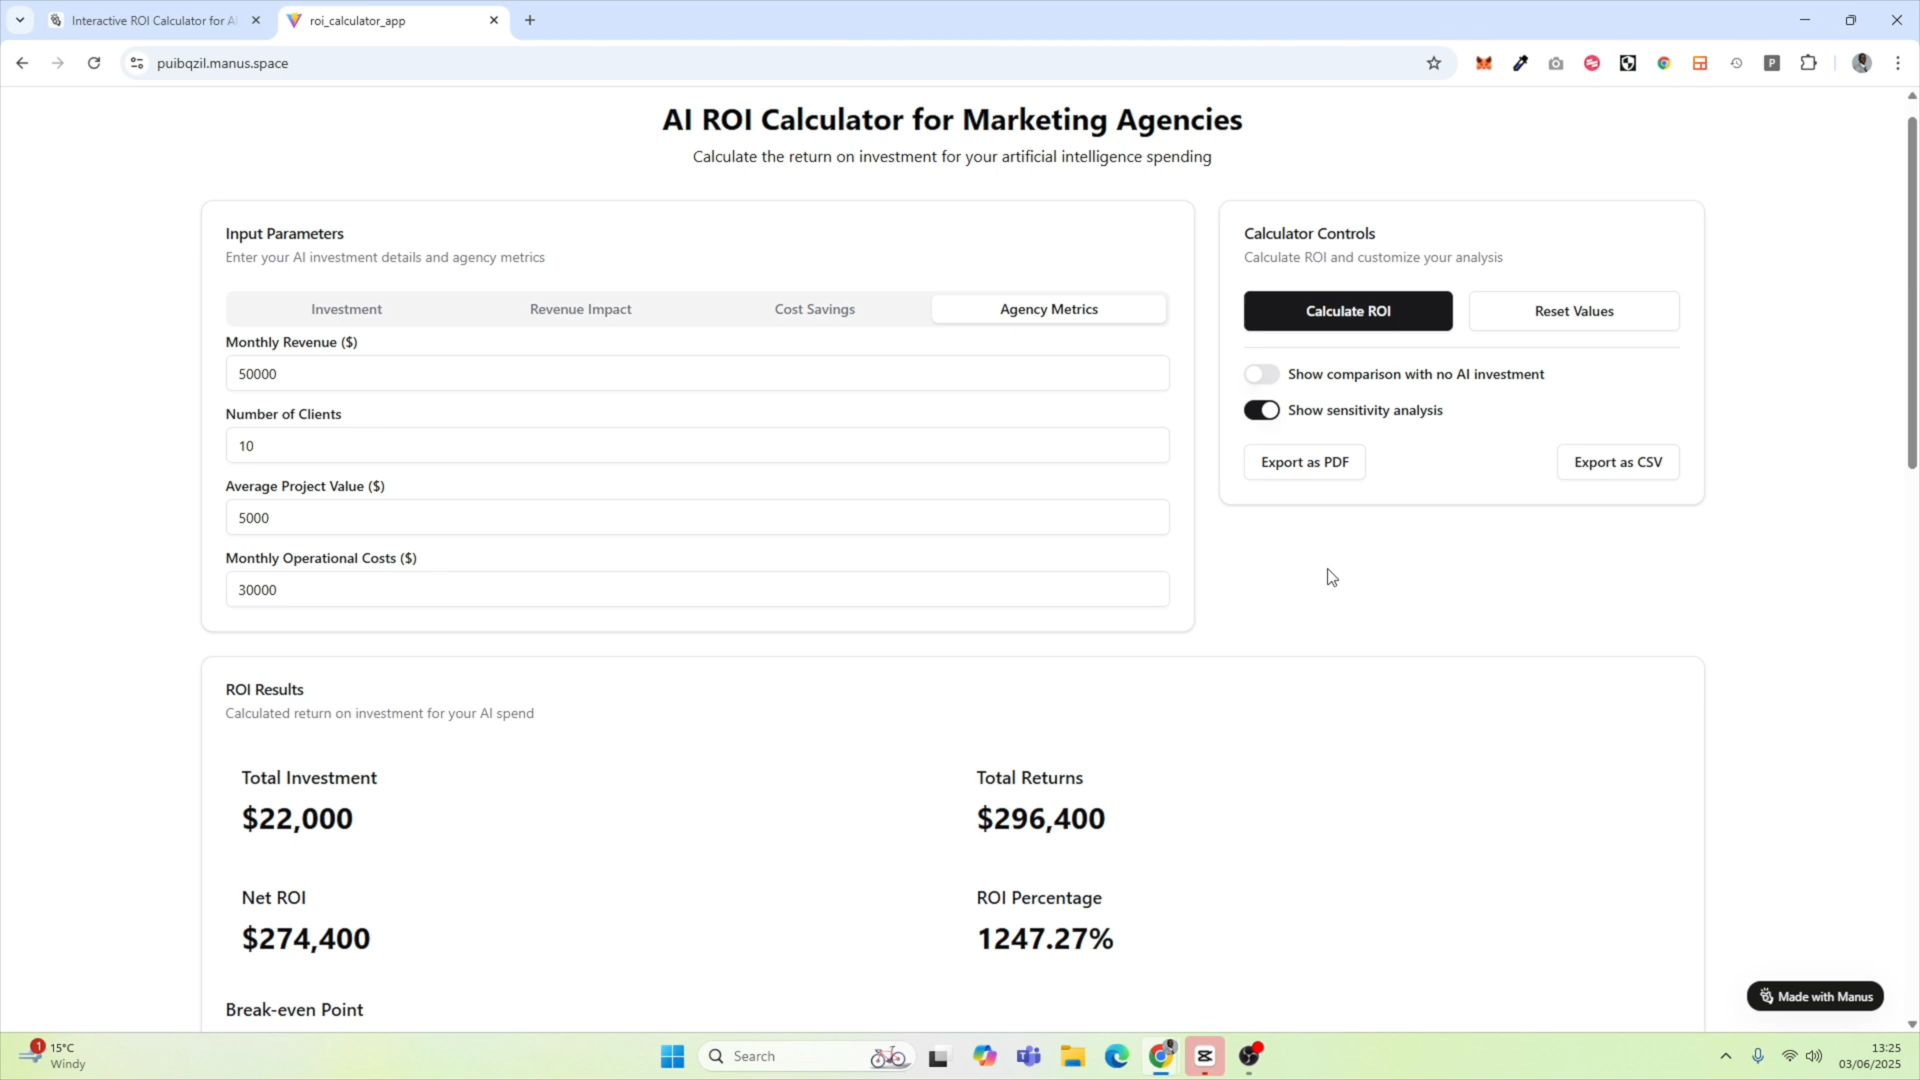 Interactive ROI Calculator for A
roi_calculator_app
puibqzil.manus.space
P
AI ROI Calculator for Marketing Agencies
Calculate the return on investment for your artificial intelligence spending
Input Parameters
Enter your AI investment details and agency metrics
Investment
Revenue Impact
Cost Savings
Agency Metrics
Monthly Revenue ($)
50000
Number of Clients
10
Average Project Value ($)
5000
Monthly Operational Costs ($)
30000
Calculator Controls
Calculate ROI and customize your analysis
Calculate ROI
Reset Values
Show comparison with no AI investment
Show sensitivity analysis
Export as PDF
Export as CSV
ROI Results
Calculated return on investment for your AI spend
Total Investment
$22,000
Total Returns
$296,400
Net ROI
$274,400
ROI Percentage
1247.27%
Break-even Point
Made with Manus
1
15°C
Windy
Search
13:25
03/06/2025